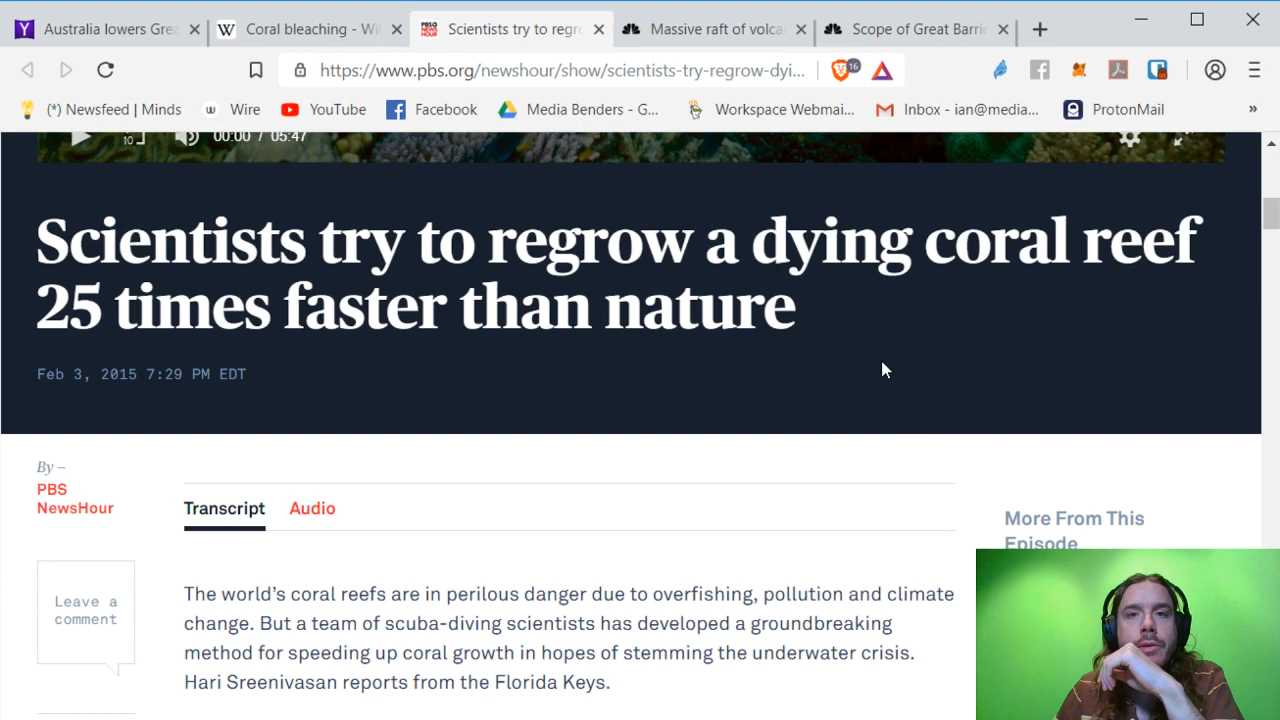 Australia lowers Gre
Coral bleaching - Wi
Scientists try to regr
Massive raft of volca
Scope of Great Barrie
https://www.pbs.org/newshour/show/scientists-try-regrow-dyi...
16
(*) Newsfeed | Minds
Wire
YouTube
Facebook
Media Benders - G...
Workspace Webmai...
Inbox - ian@media...
ProtonMail
»
10
00:00 / 05:47
Scientists try to regrow a dying coral reef
25 times faster than nature
Feb 3, 2015 7:29 PM EDT
By —
PBS
NewsHour
Leave a
comment
Transcript
Audio
The world's coral reefs are in perilous danger due to overfishing, pollution and climate
change. But a team of scuba-diving scientists has developed a groundbreaking
method for speeding up coral growth in hopes of stemming the underwater crisis.
Hari Sreenivasan reports from the Florida Keys.
More From This
Episode